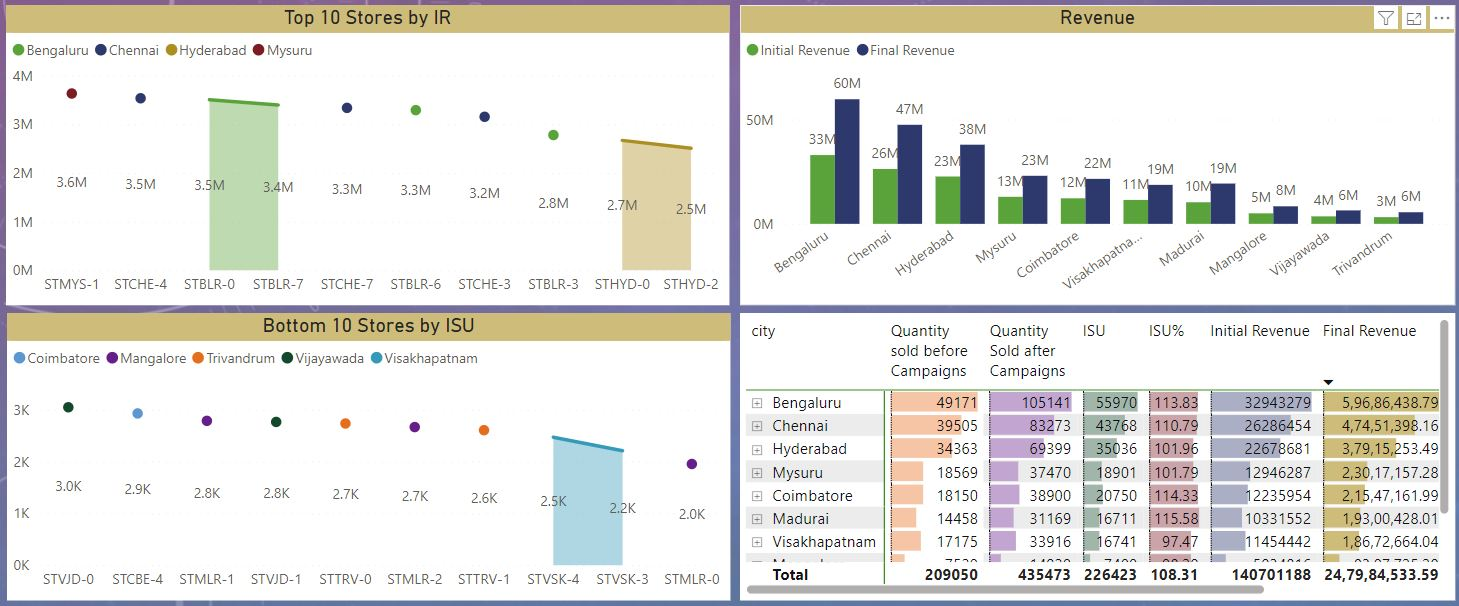 Top 10 Stores by IR
Bengaluru Chennai Hyderabad Mysuru
4M
3M
2M
1M
0M
3.6M 3.5M 3.5M 3.4M 3.3M 3.3M 3.2M 2.8M 2.7M 2.5M
STMYS-1 STCHE-4 STBLR-0 STBLR-7 STCHE-7 STBLR-6 STCHE-3 STBLR-3 STHYD-0 STHYD-2
Revenue
Initial Revenue Final Revenue
50M
0M
33M 60M 26M 47M 23M 38M 13M 23M 12M 22M 11M 19M 10M 19M 5M 8M 4M 6M 3M 6M
Bengaluru Chennai Hyderabad Mysuru Coimbatore Visakhapatna... Madurai Mangalore Vijayawada Trivandrum
Bottom 10 Stores by ISU
Coimbatore Mangalore Trivandrum Vijayawada Visakhapatnam
3K
2K
1K
0K
3.0K 2.9K 2.8K 2.8K 2.7K 2.7K 2.6K 2.5K 2.2K 2.0K
STVJD-0 STCBE-4 STMLR-1 STVJD-1 STTRV-0 STMLR-2 STTRV-1 STVSK-4 STVSK-3 STMLR-0
city Quantity Quantity ISU ISU% Initial Revenue Final Revenue
sold before Sold after
Campaigns Campaigns
Bengaluru 49171 105141 55970 113.83 32943279 5,96,86,438.79
Chennai 39505 83273 43768 110.79 26286454 4,74,51,398.16
Hyderabad 34363 69399 35036 101.96 22678681 3,79,15,253.49
Mysuru 18569 37470 18901 101.79 12946287 2,30,17,157.28
Coimbatore 18150 38900 20750 114.33 12235954 2,15,47,161.99
Madurai 14458 31169 16711 115.58 10331552 1,93,00,428.01
Visakhapatnam 17175 33916 16741 97.47 11454442 1,86,72,664.04
Total 209050 435473 226423 108.31 140701188 24,79,84,533.59